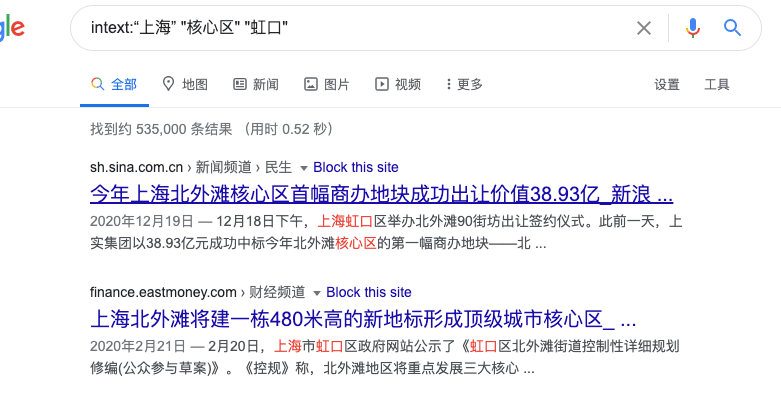 gle
intext:“上海” "核心区" "虹口"
全部 地图 新闻 图片 视频 更多 设置 工具
找到约 535,000 条结果 （用时 0.52 秒）
sh.sina.com.cn › 新闻频道 › 民生 Block this site
今年上海北外滩核心区首幅商办地块成功出让价值38.93亿_新浪 ...
2020年12月19日 — 12月18日下午，上海虹口区举办北外滩90街坊出让签约仪式。此前一天，上
实集团以38.93亿元成功中标今年北外滩核心区的第一幅商办地块——北 ...
finance.eastmoney.com › 财经频道 Block this site
上海北外滩将建一栋480米高的新地标形成顶级城市核心区_ ...
2020年2月21日 — 2月20日，上海市虹口区政府网站公示了《虹口区北外滩街道控制性详细规划
修编(公众参与草案)》。《控规》称，北外滩地区将重点发展三大核心 ...